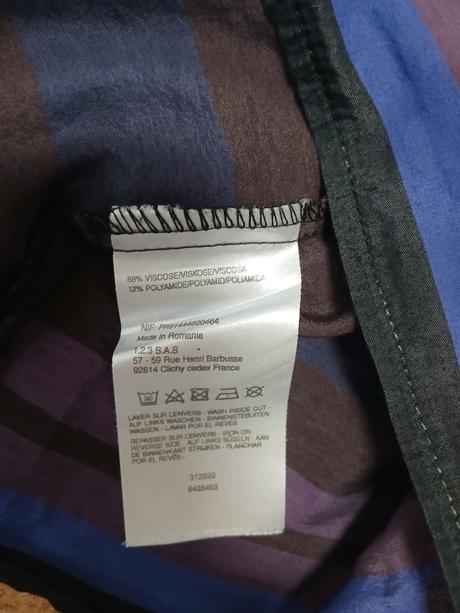 88% VISCOSE/VISKOSE/VISCOSA
12% POLYAMIDE/POLYAMID/POLIAMIDA
NIF: FR91444600464
Made in Romania
1.2.3 S.A.S
57 - 59 Rue Henri Barbusse
92614 Clichy cedex France
30
LAVER SUR L'ENVERS - WASH INSIDE OUT -
AUF LINKS WASCHEN - BINNENSTEBUITEN
WASSEN - LAVAR POR EL REVÉS
REPASSER SUR L'ENVERS - IRON ON
REVERSE SIDE - AUF LINKS BÜGELN - AAN
DE BINNENKANT STRIJKEN - PLANCHAR
POR EL REVÉS -
312599
6435453